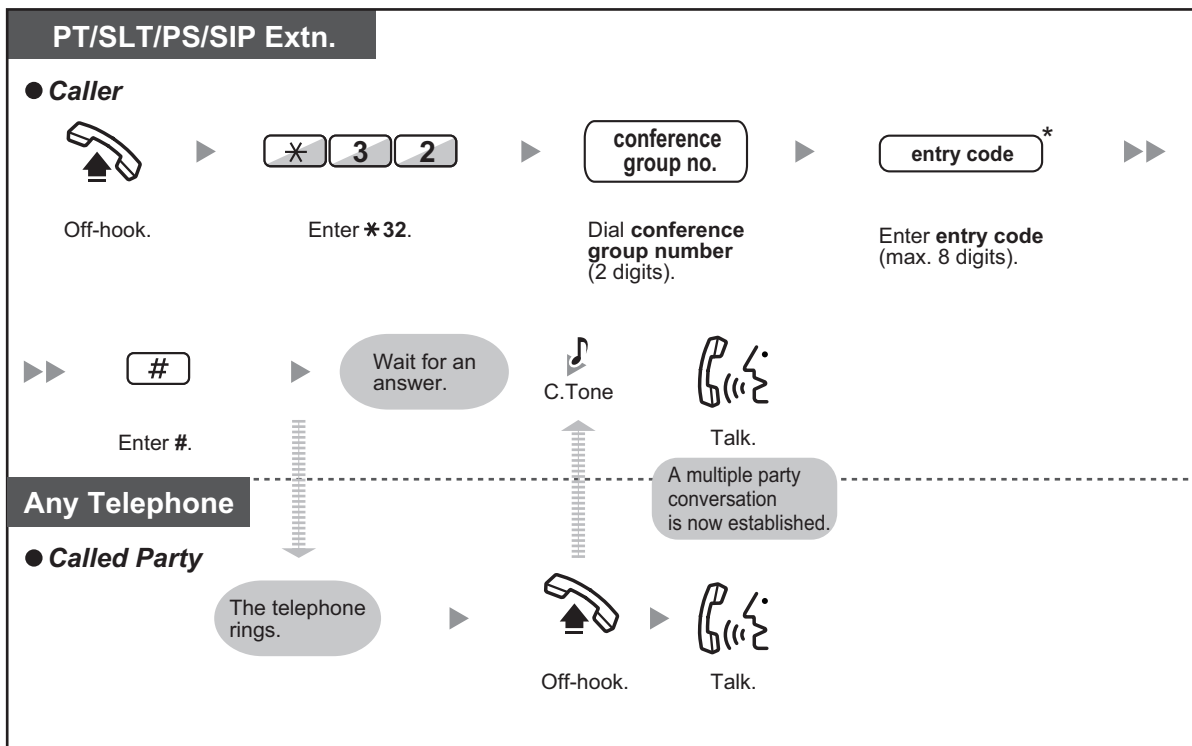 PT/SLT/PS/SIP Extn.
● Caller
✳ 3 2
conference
group no.
entry code *
Off-hook.
Enter ✳32.
Dial conference
group number
(2 digits).
Enter entry code
(max. 8 digits).
#
Wait for an
answer.
C.Tone
Enter #.
Talk.
A multiple party
conversation
is now established.
Any Telephone
● Called Party
The telephone
rings.
Off-hook.
Talk.